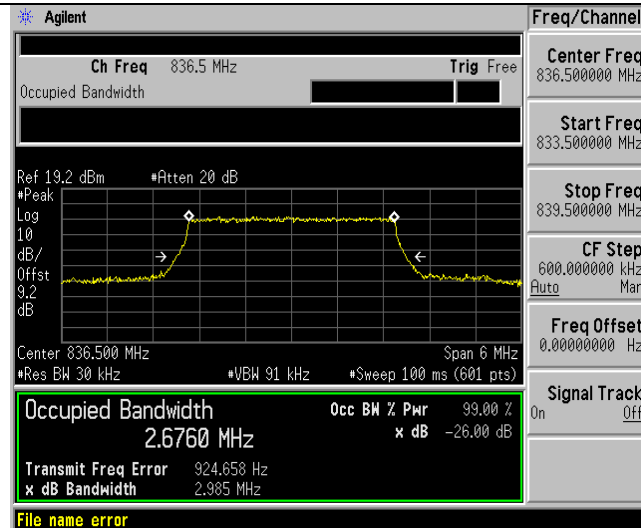 Agilent
Freq/Channel
Ch Freq 836.5 MHz Trig Free
Occupied Bandwidth
Center Freq
836.500000 MHz
Start Freq
833.500000 MHz
Stop Freq
839.500000 MHz
CF Step
600.000000 kHz
Auto Man
Freq Offset
0.00000000 Hz
Signal Track
On Off
Ref 19.2 dBm #Atten 20 dB
#Peak
Log
10
dB/
Offst
9.2
dB
Center 836.500 MHz Span 6 MHz
#Res BW 30 kHz #VBW 91 kHz #Sweep 100 ms (601 pts)
Occupied Bandwidth Occ BW % Pwr 99.00 %
2.6760 MHz x dB -26.00 dB
Transmit Freq Error 924.658 Hz
x dB Bandwidth 2.985 MHz
File name error